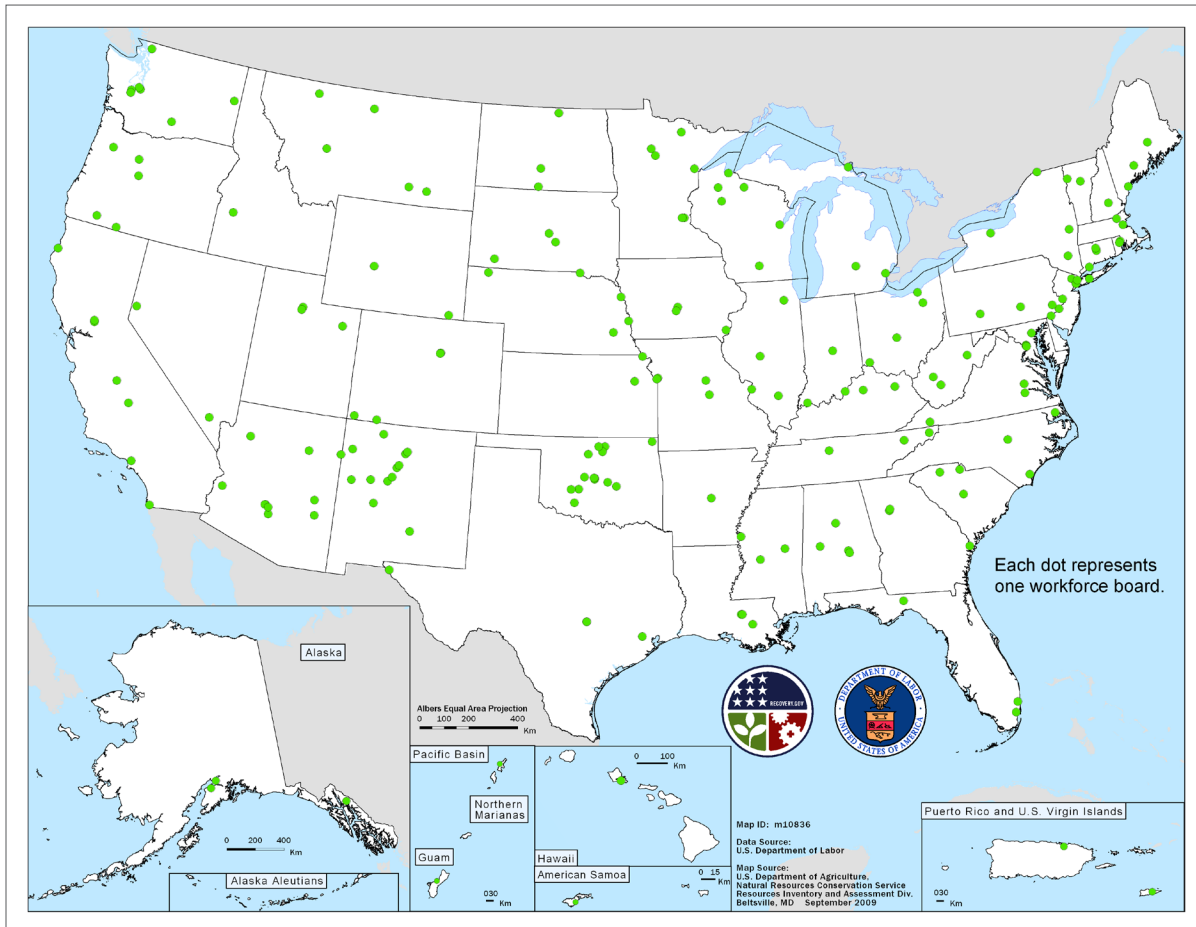 Each dot represents
one workforce board.
Alaska
Albers Equal Area Projection
0 100 200 400
Km
RECOVERY.GOV
DEPARTMENT OF LABOR
UNITED STATES OF AMERICA
Pacific Basin
Northern
Marianas
Guam
030
Km
0 100
Km
Hawaii
American Samoa
0 15
Km
0 200 400
Km
Alaska Aleutians
Map ID: m10836
Data Source:
U.S. Department of Labor
Map Source:
U.S. Department of Agriculture,
Natural Resources Conservation Service
Resources Inventory and Assessment Div.
Beltsville, MD September 2009
Puerto Rico and U.S. Virgin Islands
030
Km